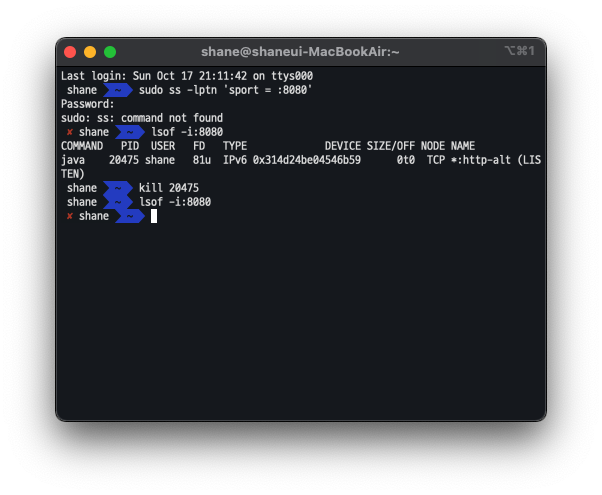 shane@shaneui-MacBookAir:~
⌥⌘1
Last login: Sun Oct 17 21:11:42 on ttys000
shane ~ sudo ss -lptn 'sport = :8080'
Password:
sudo: ss: command not found
✘ shane ~ lsof -i:8080
COMMAND PID USER FD TYPE DEVICE SIZE/OFF NODE NAME
java 20475 shane 81u IPv6 0x314d24be04546b59 0t0 TCP *:http-alt (LIS
TEN)
shane ~ kill 20475
shane ~ lsof -i:8080
✘ shane ~